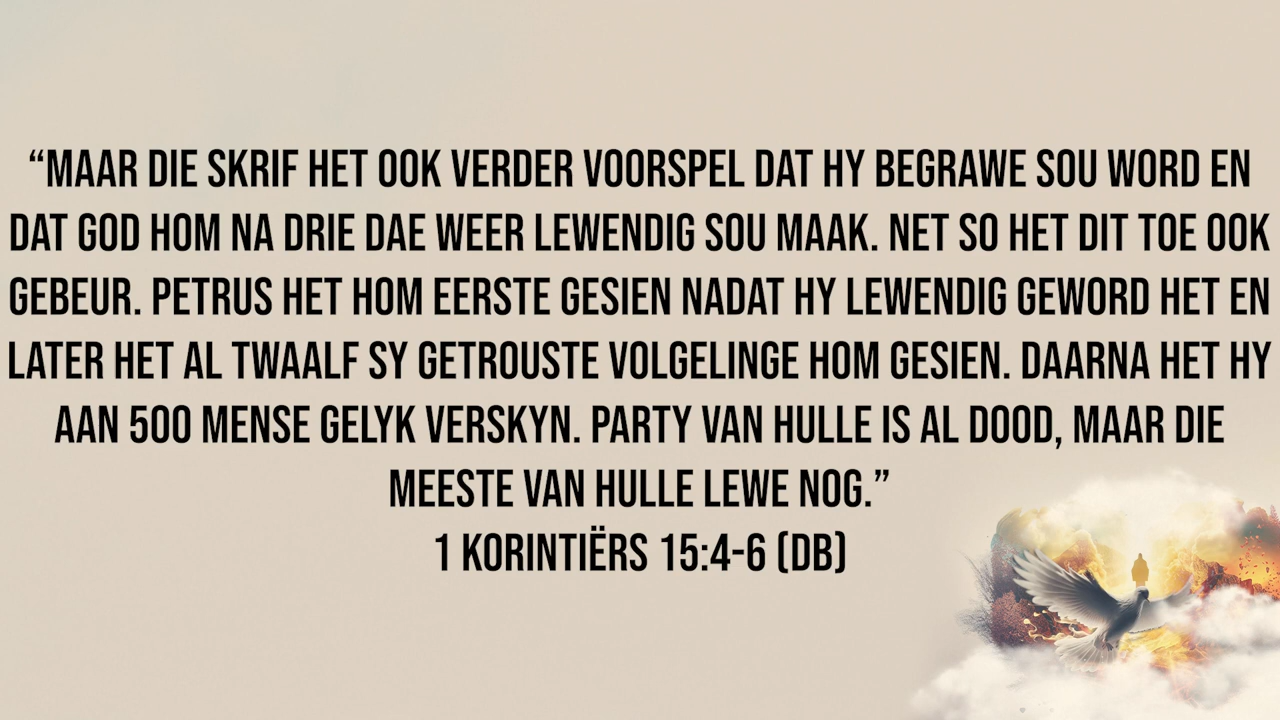 “MAAR DIE SKRIF HET OOK VERDER VOORSPEL DAT HY BEGRAWE SOU WORD EN
DAT GOD HOM NA DRIE DAE WEER LEWENDIG SOU MAAK. NET SO HET DIT TOE OOK
GEBEUR. PETRUS HET HOM EERSTE GESIEN NADAT HY LEWENDIG GEWORD HET EN
LATER HET AL TWAALF SY GETROUSTE VOLGELINGE HOM GESIEN. DAARNA HET HY
AAN 500 MENSE GELYK VERSKYN. PARTY VAN HULLE IS AL DOOD, MAAR DIE
MEESTE VAN HULLE LEWE NOG.”
1 KORINTIËRS 15:4-6 (DB)